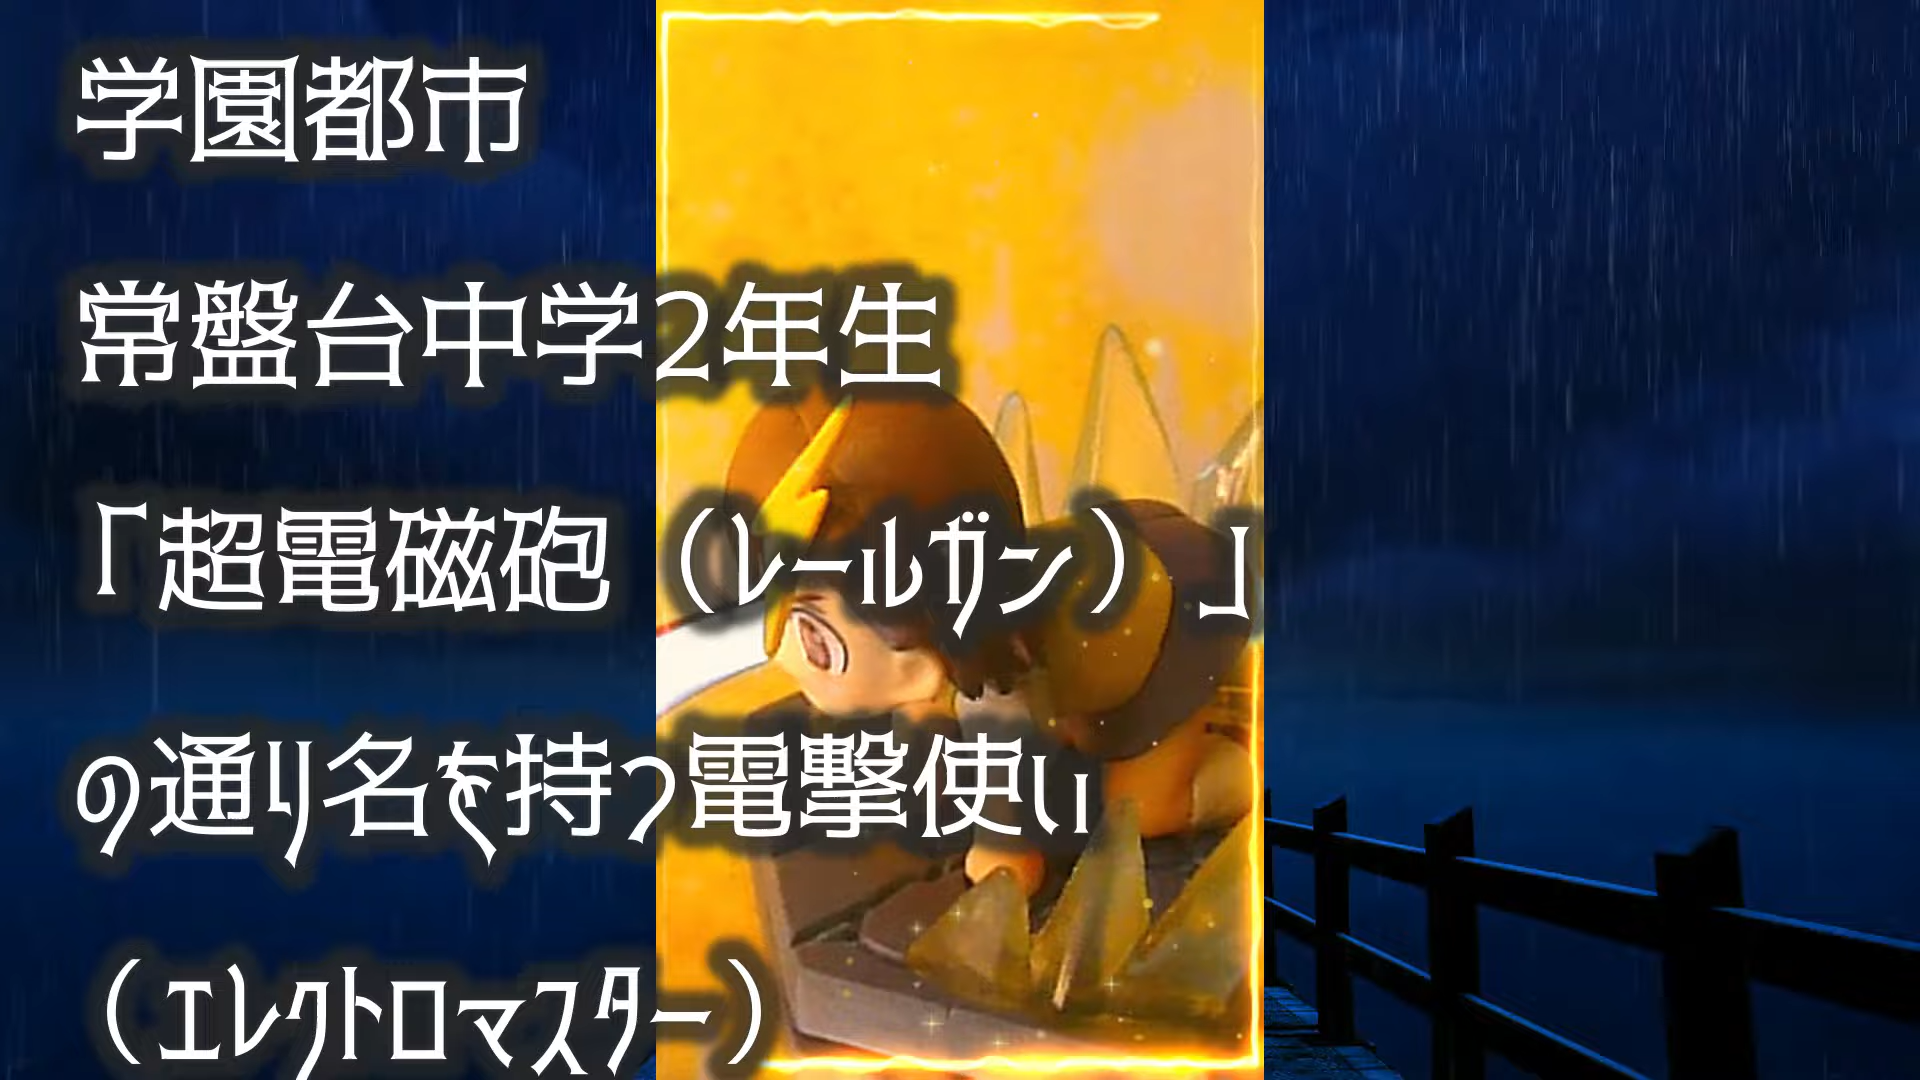 学園都市
常盤台中学2年生
「超電磁砲（レールガン）」
の通り名を持つ電撃使い
（エレクトロマスター）